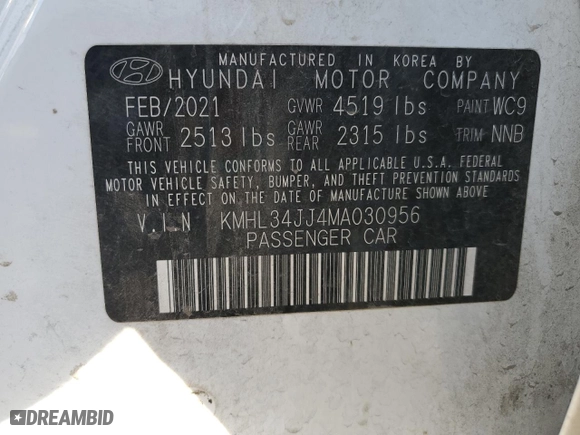 MANUFACTURED IN KOREA BY
HYUNDAI MOTOR COMPANY
FEB/2021 GVWR 4519 lbs PAINT WC9
GAWR FRONT 2513 lbs GAWR REAR 2315 lbs TRIM NNB
THIS VEHICLE CONFORMS TO ALL APPLICABLE U.S.A. FEDERAL
MOTOR VEHICLE SAFETY, BUMPER, AND THEFT PREVENTION STANDARDS
IN EFFECT ON THE DATE OF MANUFACTURE SHOWN ABOVE.
V.I.N KMHL34JJ4MA030956
PASSENGER CAR
DREAMBID